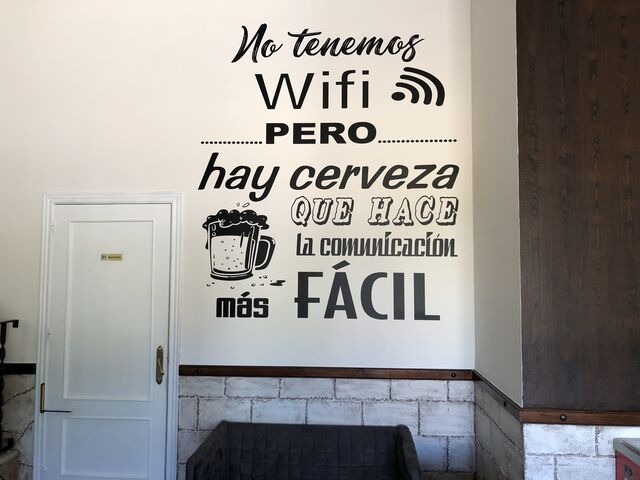 No tenemos
Wifi
PERO
hay cerveza
QUE HACE
la comunicación
más FÁCIL